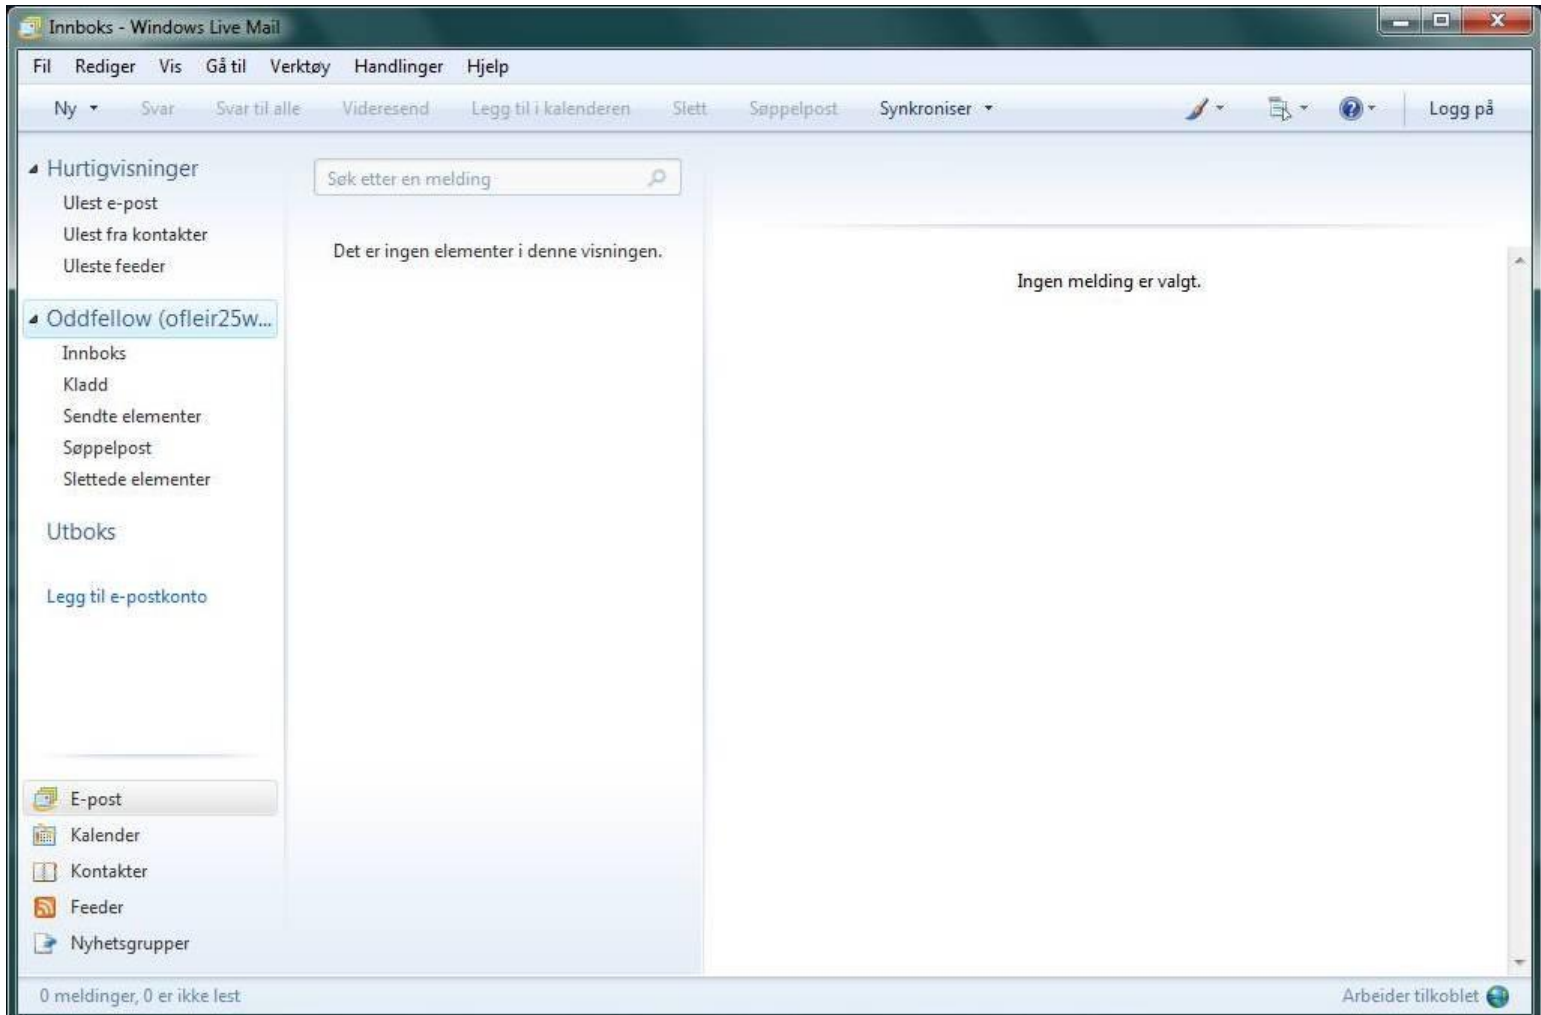 Innboks - Windows Live Mail
Fil Rediger Vis Gå til Verktøy Handlinger Hjelp
Ny Svar Svar til alle Videresend Legg til i kalenderen Slett Søppelpost Synkroniser Logg på
Hurtigvisninger
Ulest e-post
Ulest fra kontakter
Uleste feeder
Oddfellow (ofleir25w...
Innboks
Kladd
Sendte elementer
Søppelpost
Slettede elementer
Utboks
Legg til e-postkonto
E-post
Kalender
Kontakter
Feeder
Nyhetsgrupper
Søk etter en melding
Det er ingen elementer i denne visningen.
Ingen melding er valgt.
0 meldinger, 0 er ikke lest
Arbeider tilkoblet